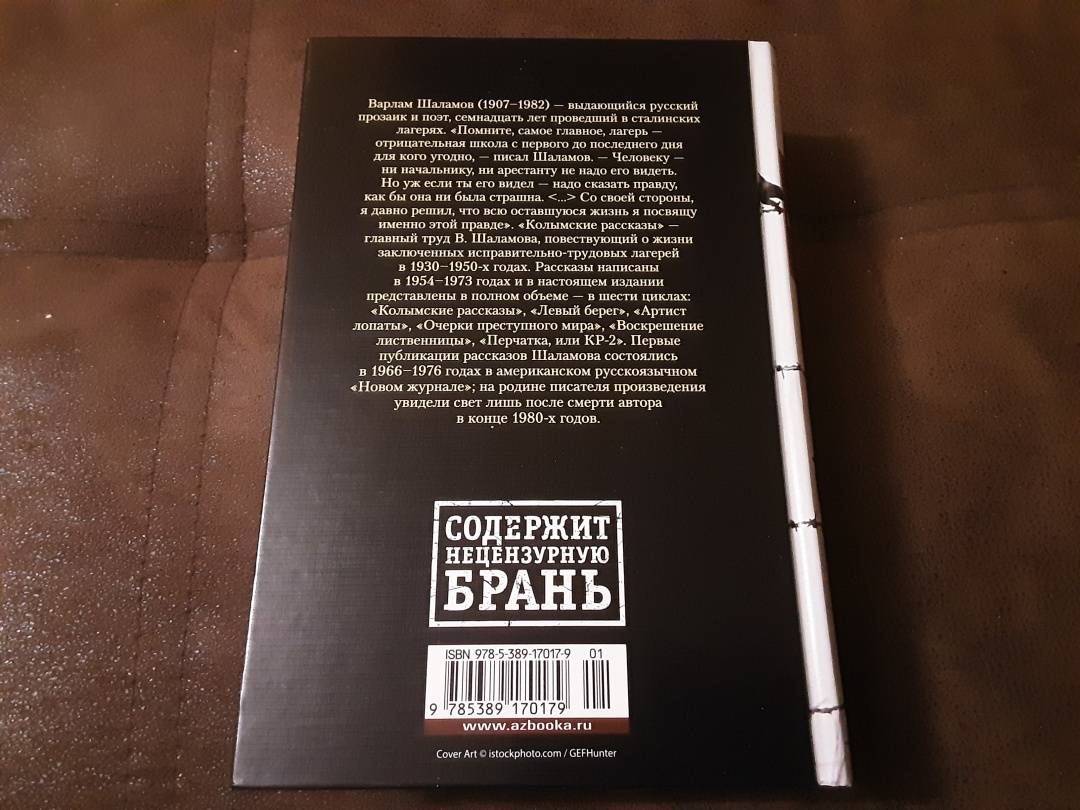 Варлам Шаламов (1907–1982) — выдающийся русский
прозаик и поэт, семнадцать лет проведший в сталинских
лагерях. «Помните, самое главное, лагерь —
отрицательная школа с первого до последнего дня
для кого угодно, — писал Шаламов. — Человеку —
ни начальнику, ни арестанту не надо его видеть.
Но уж если ты его видел — надо сказать правду,
как бы она ни была страшна. <...> Со своей стороны,
я давно решил, что всю оставшуюся жизнь я посвящу
именно этой правде». «Колымские рассказы» —
главный труд В. Шаламова, повествующий о жизни
заключенных исправительно-трудовых лагерей
в 1930–1950-х годах. Рассказы написаны
в 1954–1973 годах и в настоящем издании
представлены в полном объеме — в шести циклах:
«Колымские рассказы», «Левый берег», «Артист
лопаты», «Очерки преступного мира», «Воскрешение
лиственницы», «Перчатка, или КР-2». Первые
публикации рассказов Шаламова состоялись
в 1966–1976 годах в американском русскоязычном
«Новом журнале»; на родине писателя произведения
увидели свет лишь после смерти автора
в конце 1980-х годов.
СОДЕРЖИТ
НЕЦЕНЗУРНУЮ
БРАНЬ
ISBN 978-5-389-17017-9 01
9 785389 170179
www.azbooka.ru
Cover Art © istockphoto.com / GEFHunter